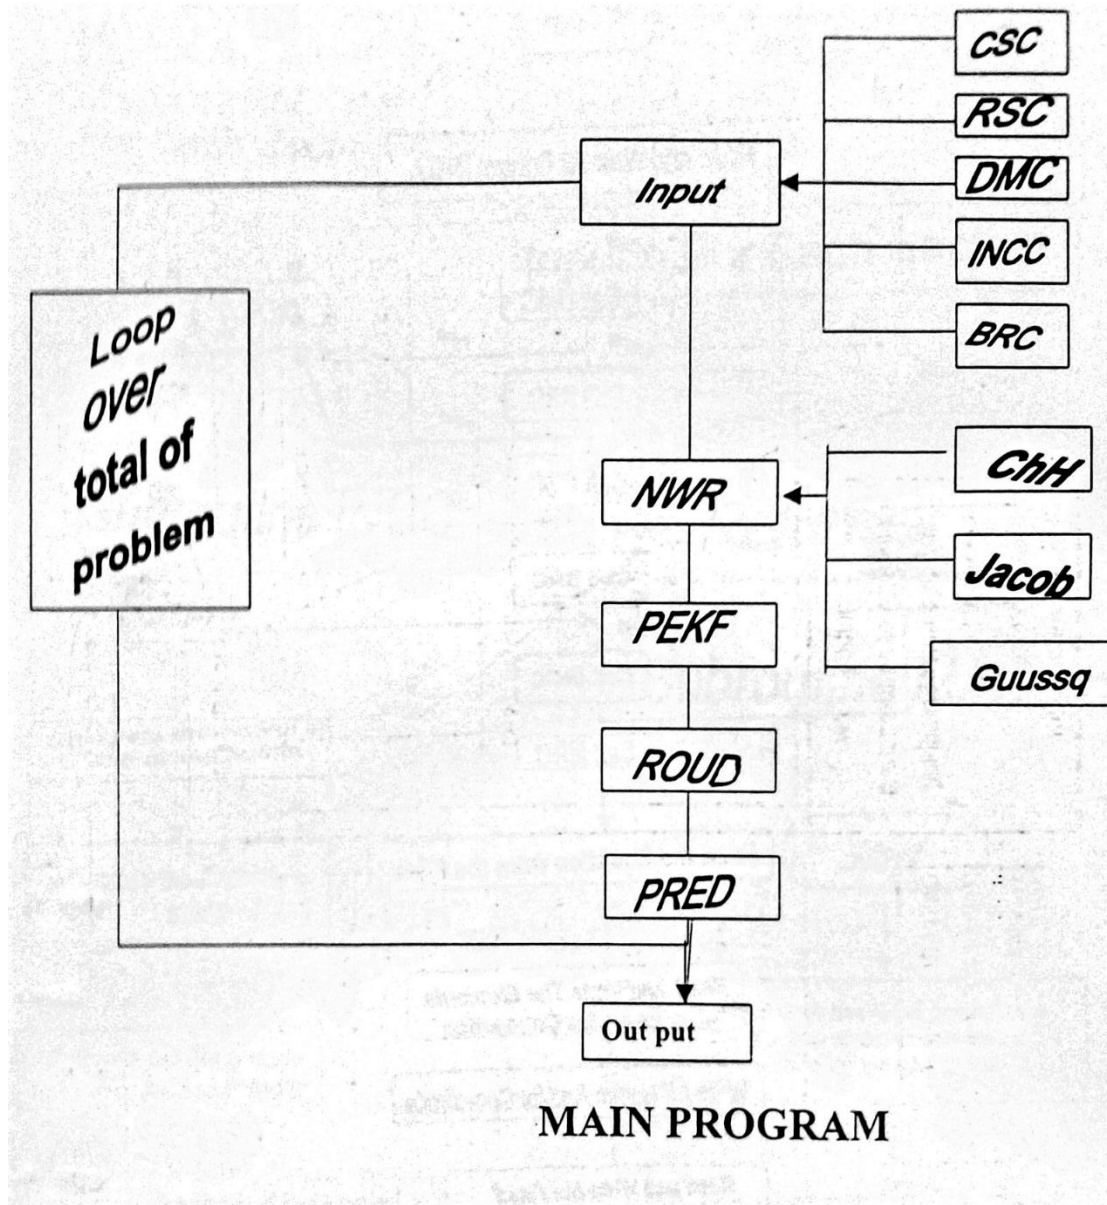 CSC
RSC
Input
DMC
INCC
BRC
Loop
over
total of
problem
ChH
NWR
Jacob
PEKF
Guussq
ROUD
PRED
Out put
MAIN PROGRAM